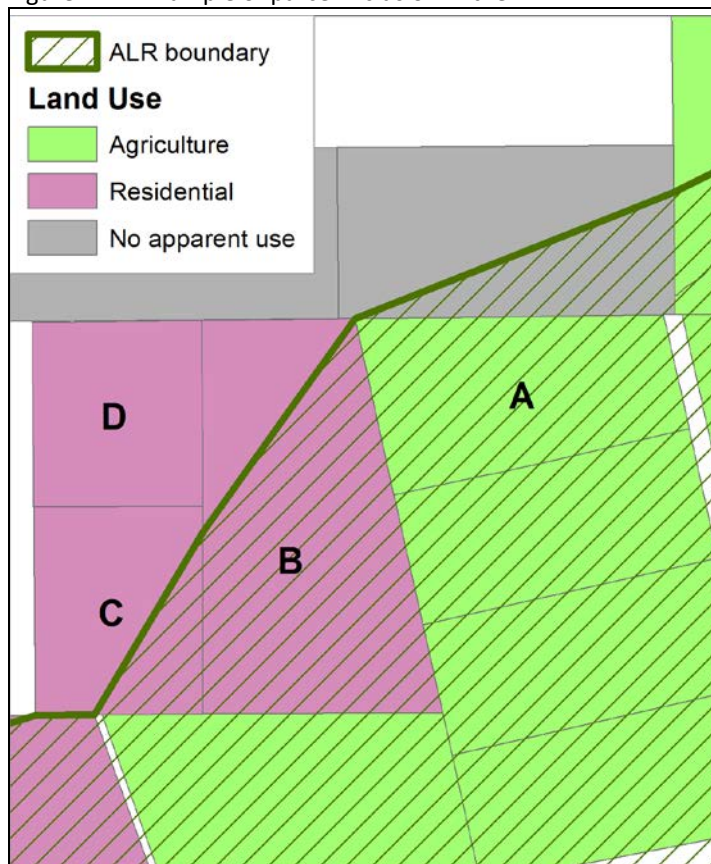 ALR boundary
Land Use
Agriculture
Residential
No apparent use
A
D
B
C